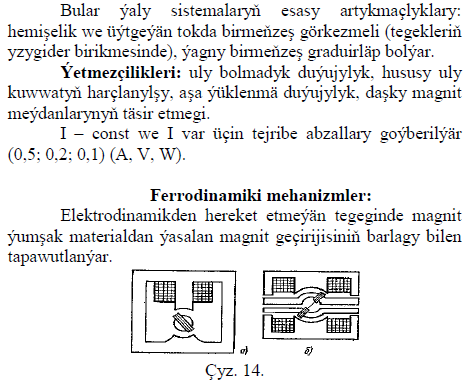 Bular ýaly sistemalaryň esasy artykmaçlyklary:
hemişelik we üýtgeýän tokda birmeňzeş görkezmeli (tegekleriň
yzygider birikmesinde), ýagny birmeňzeş graduirläp bolýar.
Ýetmezçilikleri: uly bolmadyk duýujylyk, hususy uly
kuwwatyň harçlanylşy, aşa ýüklenmä duýujylyk, daşky magnit
meýdanlarynyň täsir etmegi.
I – const we I var üçin tejribe abzallary goýberilýär
(0,5; 0,2; 0,1) (A, V, W).
Ferrodinamiki mehanizmler:
Elektrodinamikden hereket etmeýän tegeginde magnit
ýumşak materialdan ýasalan magnit geçirijisiniň barlagy bilen
tapawutlanýar.
а) б)
Çyz. 14.